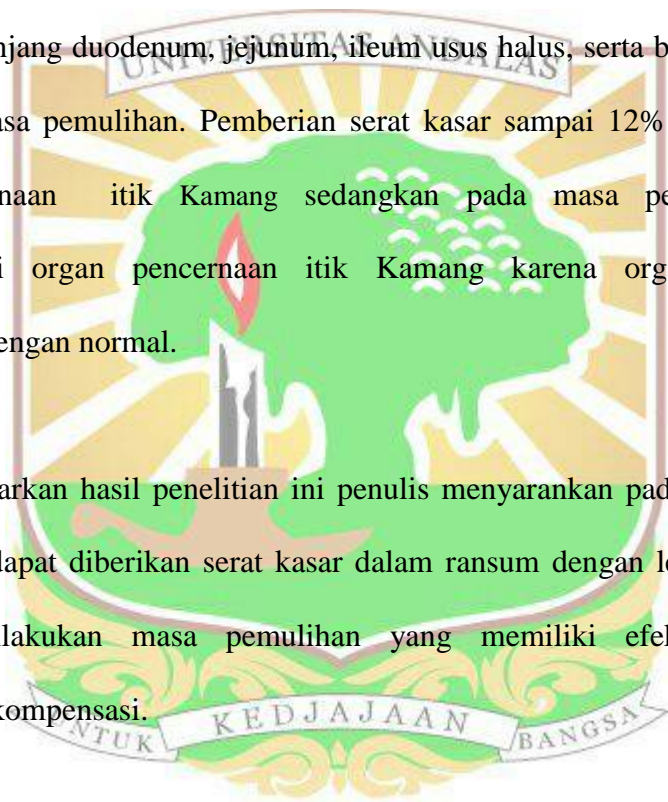 njang duodenum, jejunum, ileum usus halus, serta b
UNIVERSITAS ANDALAS
asa pemulihan. Pemberian serat kasar sampai 12%
naan itik Kamang sedangkan pada masa pe
i organ pencernaan itik Kamang karena org
engan normal.
arkan hasil penelitian ini penulis menyarankan pad
dapat diberikan serat kasar dalam ransum dengan l
lakukan masa pemulihan yang memiliki efe
kompensasi.
UNTUK KEDJAJAAN BANGSA